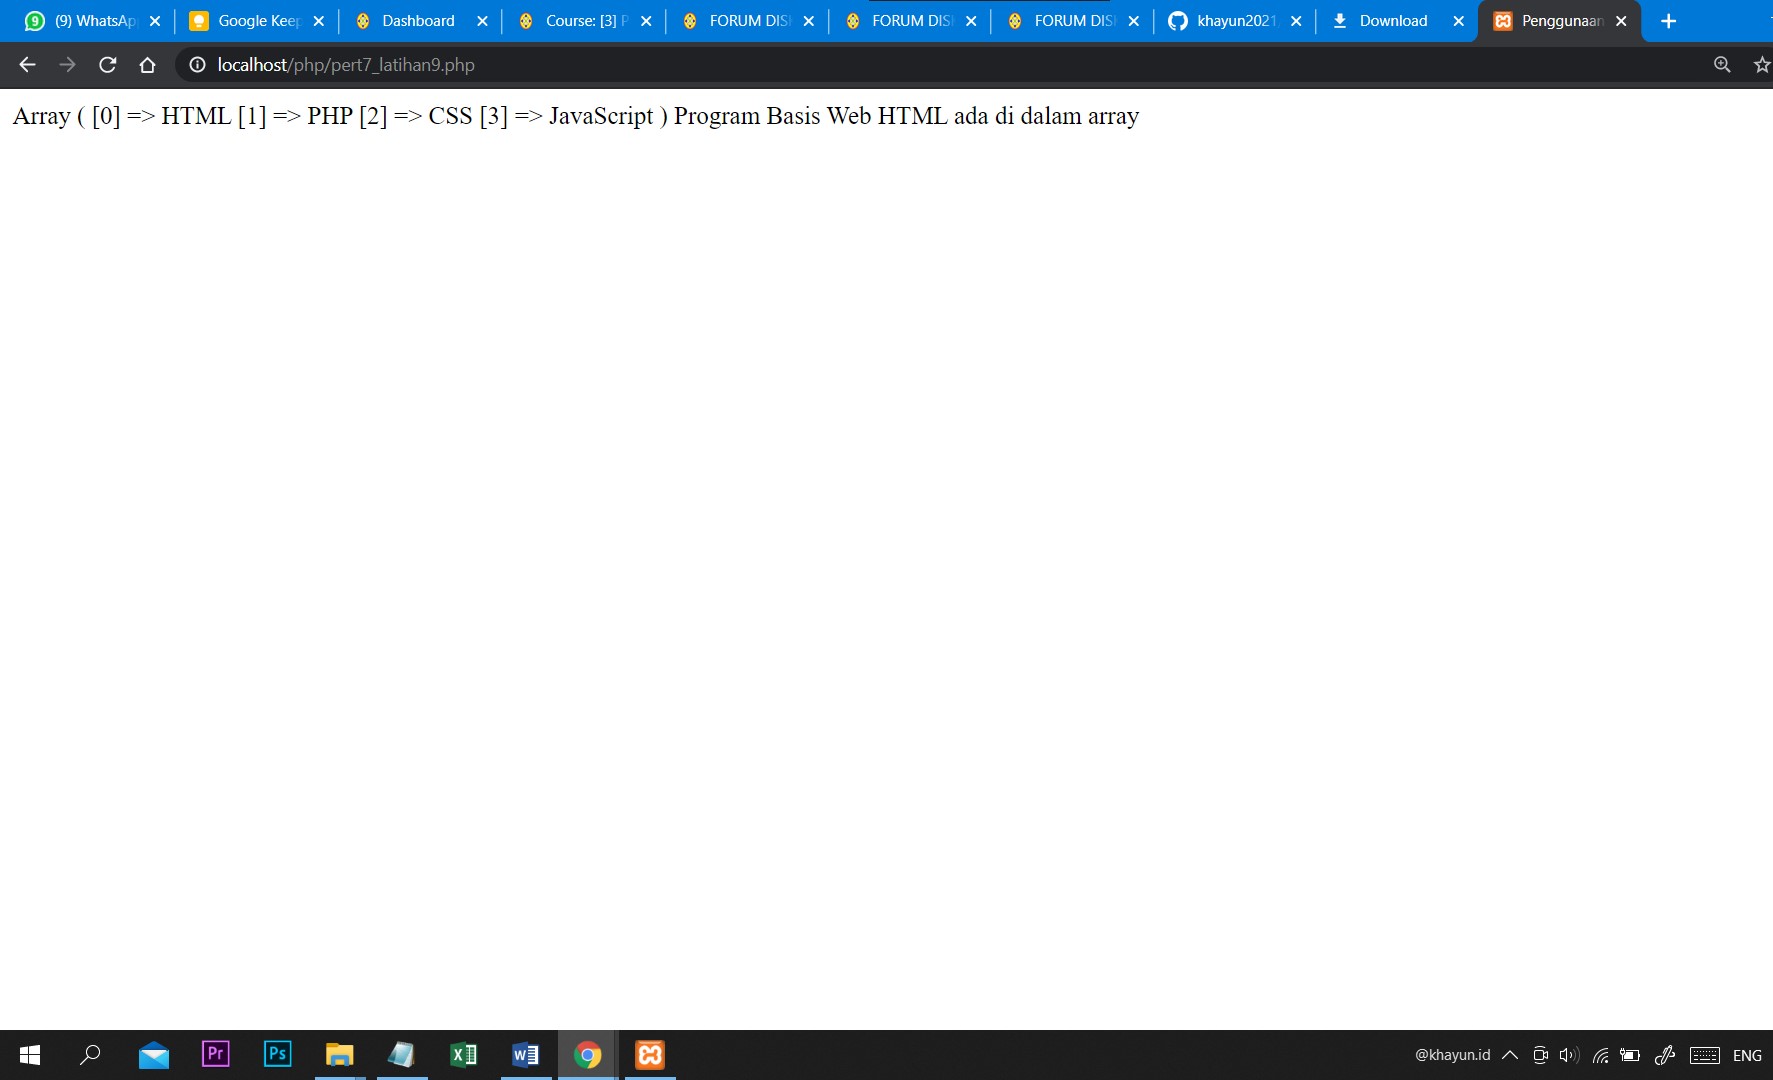 (9) WhatsAp Google Keep Dashboard Course: [3] P FORUM DIS FORUM DIS FORUM DIS khayun2021 Download Penggunaan
localhost/php/pert7_latihan9.php
Array ( [0] => HTML [1] => PHP [2] => CSS [3] => JavaScript ) Program Basis Web HTML ada di dalam array
Pr Ps @khayun.id ENG